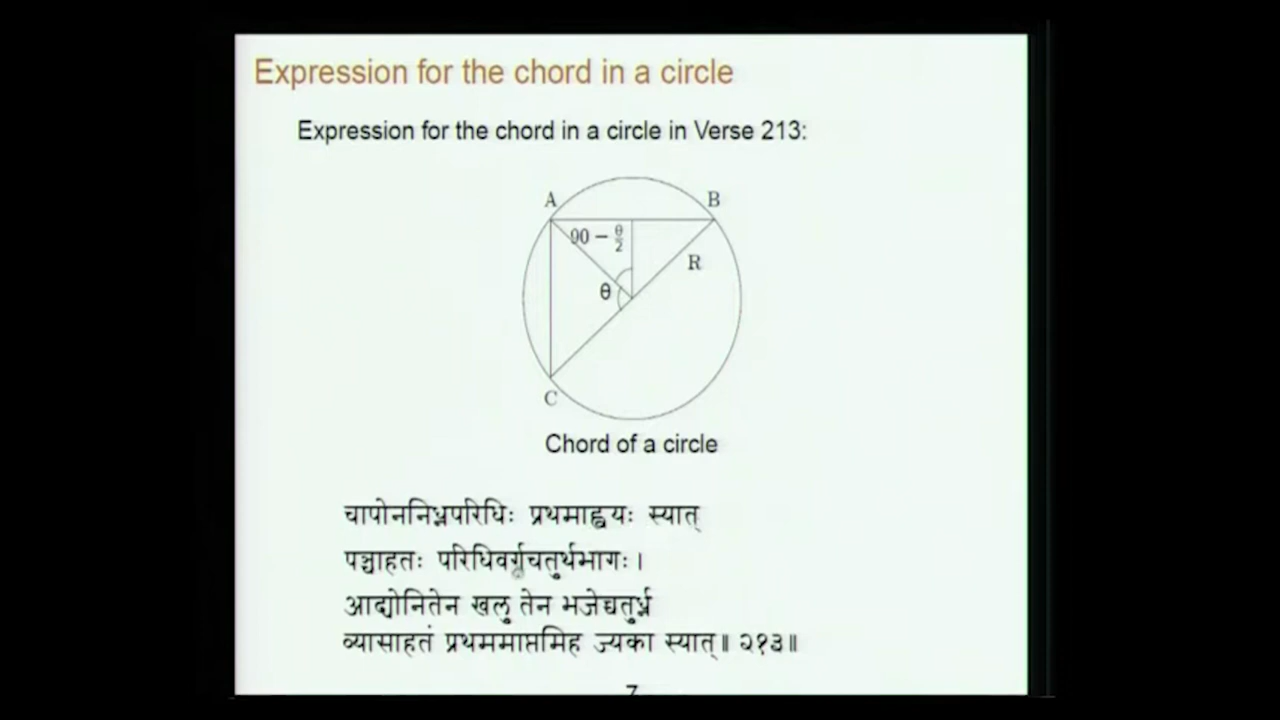 Expression for the chord in a circle
Expression for the chord in a circle in Verse 213:
A
B
90 − θ/2
R
θ
C
Chord of a circle
चापोननिघ्नपरिधिः प्रथमाह्वयः स्यात्
पञ्चाहतः परिधिवर्गचतुर्थभागः ।
आद्योनितेन खलु तेन भजेच्चतुर्घ्न
व्यासाहतं प्रथममाप्तमिह ज्यका स्यात् ॥ २१३ ॥